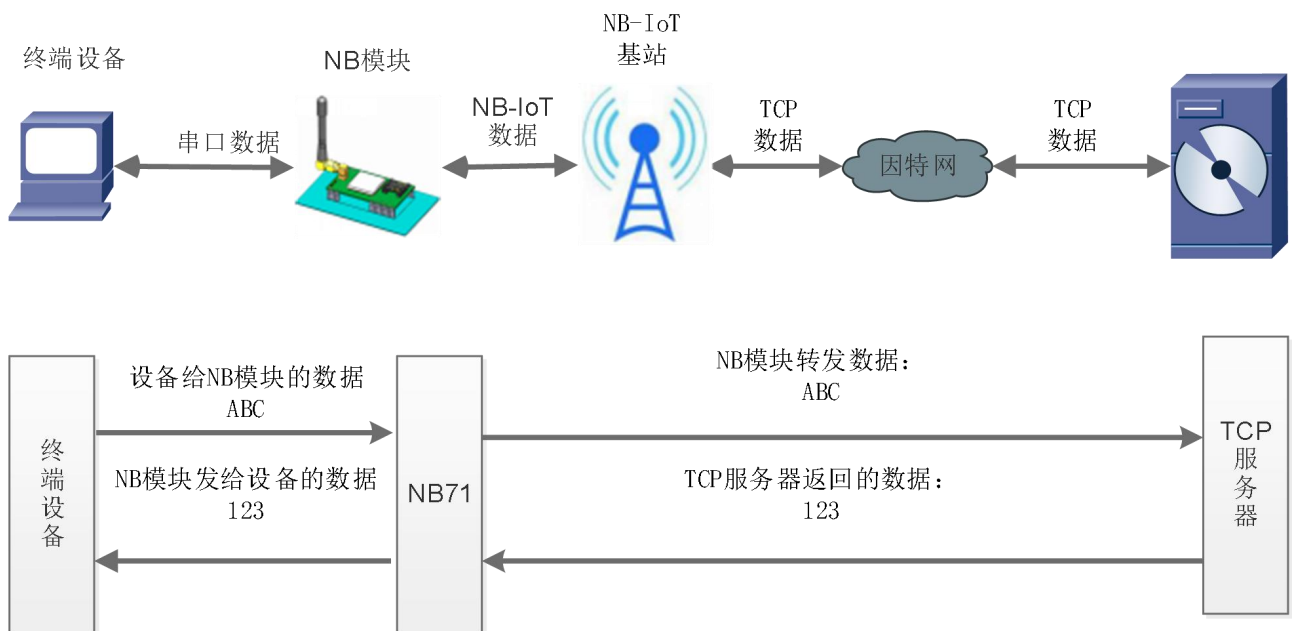 NB-IoT
基站
终端设备
NB模块
NB-IoT
数据
TCP
数据
TCP
数据
串口数据
因特网
设备给NB模块的数据
ABC
NB模块转发数据：
ABC
NB模块发给设备的数据
123
TCP服务器返回的数据：
123
终端设备
NB71
TCP
服务器